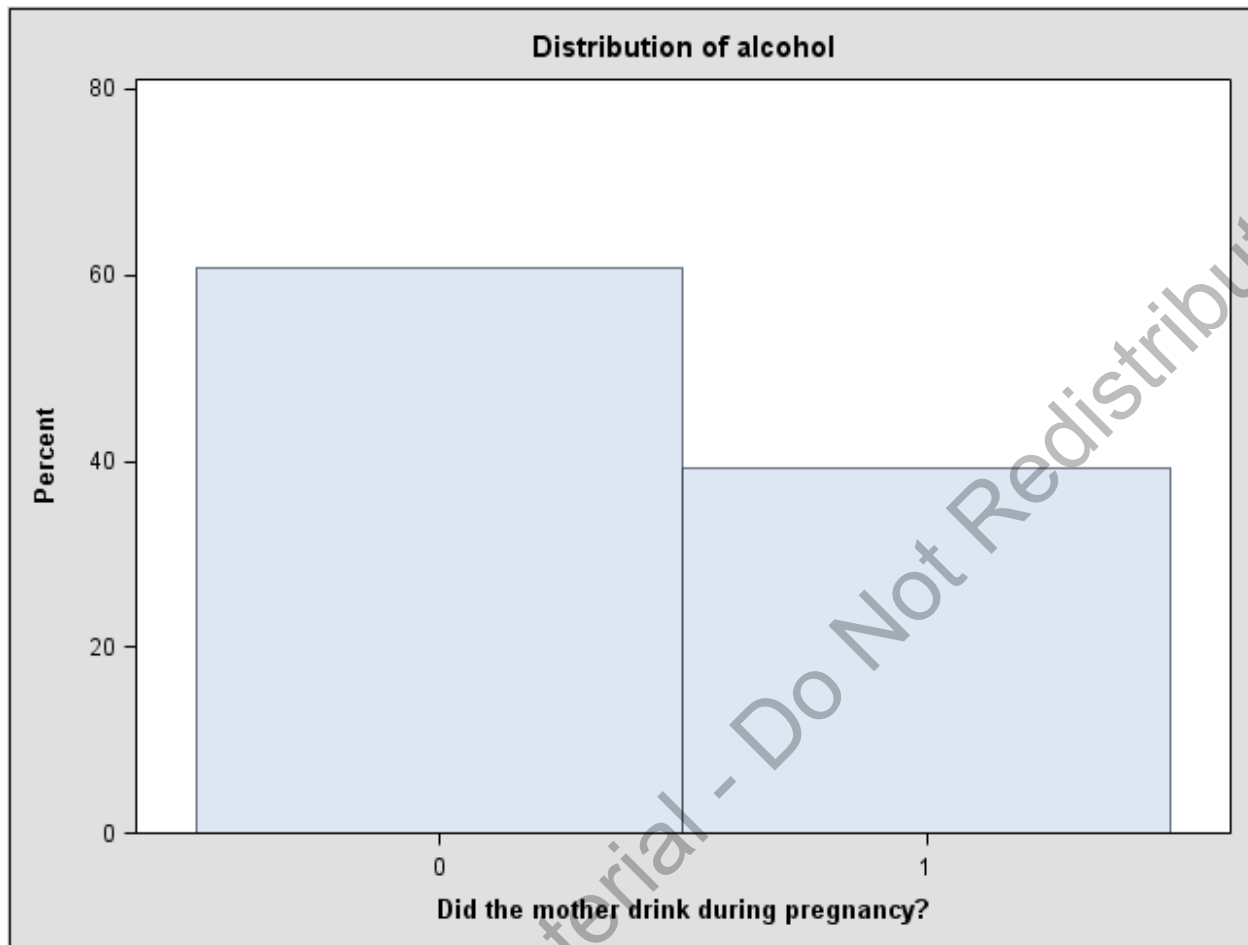 Distribution of alcohol
80
60
40
20
0
Percent
0 1
Did the mother drink during pregnancy?
- Do Not